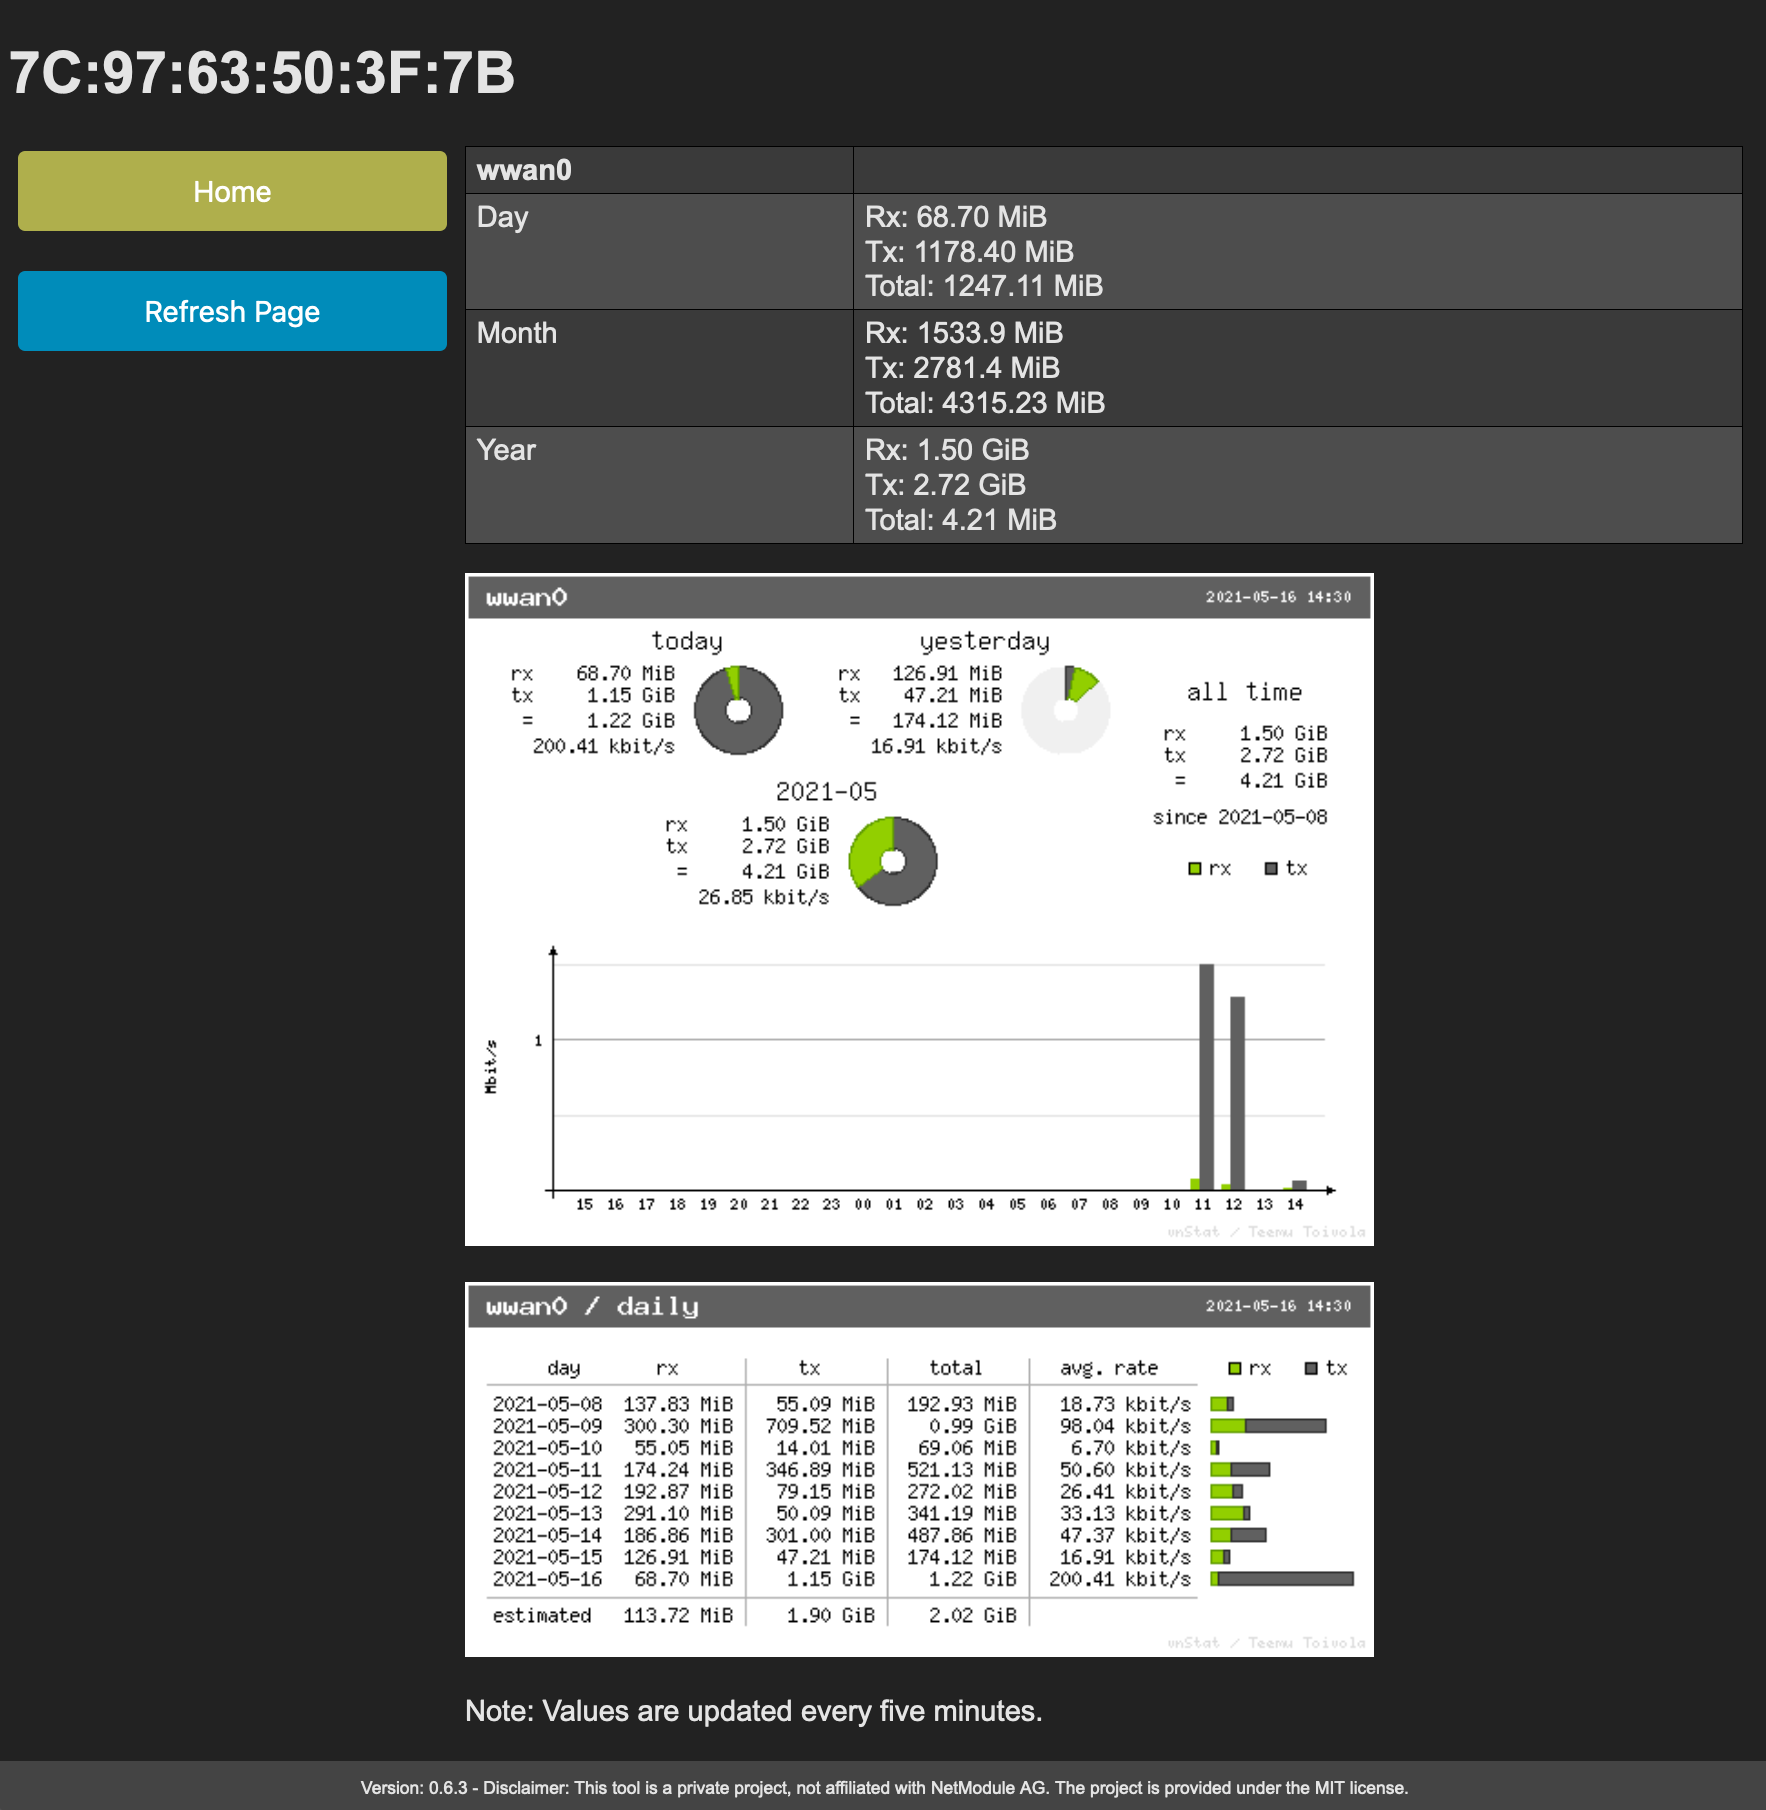 7C:97:63:50:3F:7B
Home
Refresh Page
wwan0
Day
Rx: 68.70 MiB
Tx: 1178.40 MiB
Total: 1247.11 MiB
Month
Rx: 1533.9 MiB
Tx: 2781.4 MiB
Total: 4315.23 MiB
Year
Rx: 1.50 GiB
Tx: 2.72 GiB
Total: 4.21 MiB
wwan0 2021-05-16 14:30
today
rx 68.70 MiB
tx 1.15 GiB
= 1.22 GiB
200.41 kbit/s
yesterday
rx 126.91 MiB
tx 47.21 MiB
= 174.12 MiB
16.91 kbit/s
all time
rx 1.50 GiB
tx 2.72 GiB
= 4.21 GiB
since 2021-05-08
rx tx
2021-05
rx 1.50 GiB
tx 2.72 GiB
= 4.21 GiB
26.85 kbit/s
Mbit/s
1
15 16 17 18 19 20 21 22 23 00 01 02 03 04 05 06 07 08 09 10 11 12 13 14
vnStat / Teemu Toivola
wwan0 / daily 2021-05-16 14:30
day rx tx total avg. rate rx tx
2021-05-08 137.83 MiB 55.09 MiB 192.93 MiB 18.73 kbit/s
2021-05-09 300.30 MiB 709.52 MiB 0.99 GiB 98.04 kbit/s
2021-05-10 55.05 MiB 14.01 MiB 69.06 MiB 6.70 kbit/s
2021-05-11 174.24 MiB 346.89 MiB 521.13 MiB 50.60 kbit/s
2021-05-12 192.87 MiB 79.15 MiB 272.02 MiB 26.41 kbit/s
2021-05-13 291.10 MiB 50.09 MiB 341.19 MiB 33.13 kbit/s
2021-05-14 186.86 MiB 301.00 MiB 487.86 MiB 47.37 kbit/s
2021-05-15 126.91 MiB 47.21 MiB 174.12 MiB 16.91 kbit/s
2021-05-16 68.70 MiB 1.15 GiB 1.22 GiB 200.41 kbit/s
estimated 113.72 MiB 1.90 GiB 2.02 GiB
vnStat / Teemu Toivola
Note: Values are updated every five minutes.
Version: 0.6.3 - Disclaimer: This tool is a private project, not affiliated with NetModule AG. The project is provided under the MIT license.